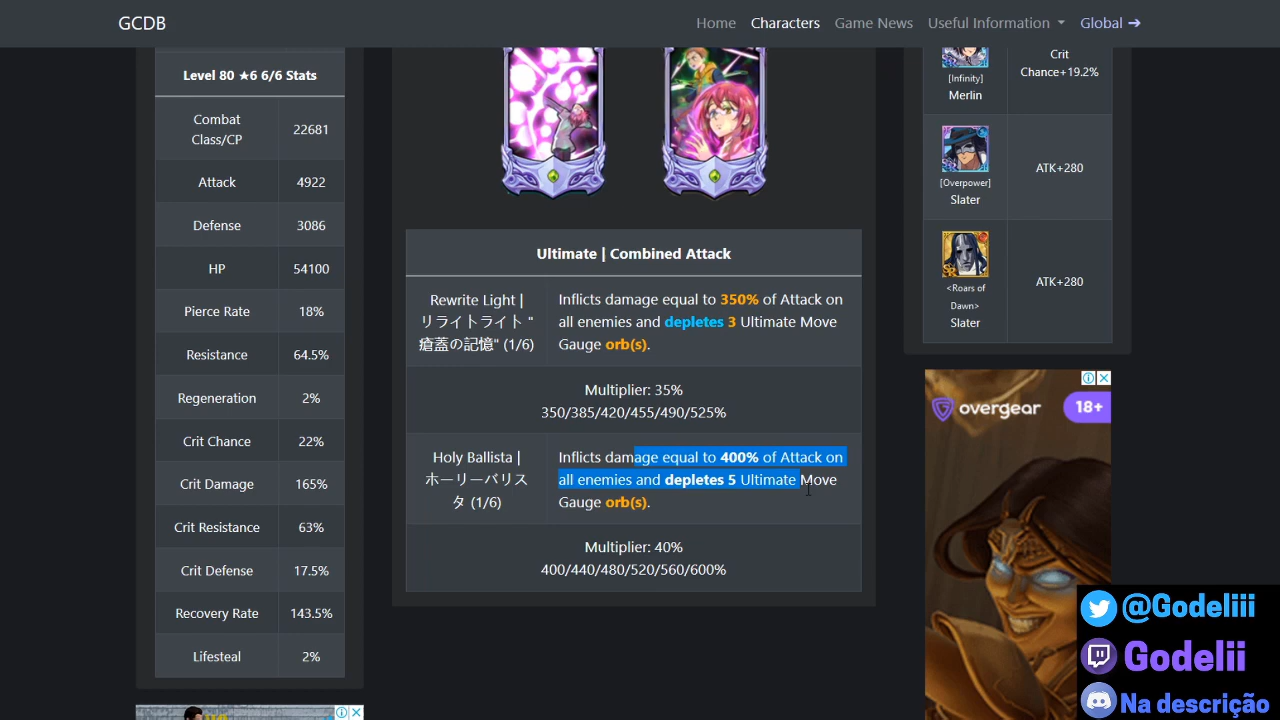 GCDB
Home
Characters
Game News
Useful Information
Global ➔
Level 80 ★6 6/6 Stats
Combat
Class/CP
22681
Attack
4922
Defense
3086
HP
54100
Pierce Rate
18%
Resistance
64.5%
Regeneration
2%
Crit Chance
22%
Crit Damage
165%
Crit Resistance
63%
Crit Defense
17.5%
Recovery Rate
143.5%
Lifesteal
2%
Ultimate | Combined Attack
Rewrite Light |
リライトライト "
瘡蓋の記憶" (1/6)
Inflicts damage equal to 350% of Attack on
all enemies and depletes 3 Ultimate Move
Gauge orb(s).
Multiplier: 35%
350/385/420/455/490/525%
Holy Ballista |
ホーリーバリス
タ (1/6)
Inflicts damage equal to 400% of Attack on
all enemies and depletes 5 Ultimate Move
Gauge orb(s).
Multiplier: 40%
400/440/480/520/560/600%
[Infinity]
Merlin
Crit
Chance+19.2%
[Overpower]
Slater
ATK+280
<Roars of
Dawn>
Slater
ATK+280
overgear
18+
@Godeliii
Godelii
Na descrição